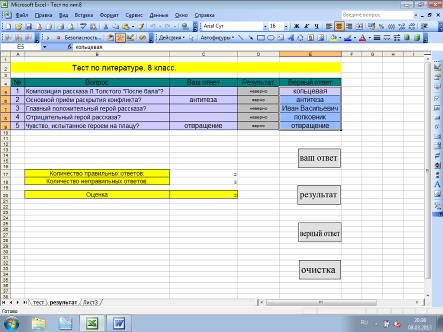 Microsoft Excel - Тест по лит.8
Файл Правка Вид Вставка Формат Сервис Данные Окно Справка
Введите вопрос
Arial Cyr 16
Безопасность...
Действия Автофигуры
E5 кольцевая
A B C D E F G H I
Тест по литературе. 8 класс.
№ Вопрос Ваш ответ Результат Верный ответ
1 Композиция рассказа Л.Толстого "После бала"? неверно кольцевая
2 Основной приём раскрытия конфликта? антитеза верно антитеза
3 Главный положительный герой рассказа? неверно Иван Васильевич
4 Отрицательный герой рассказа? неверно полковник
5 Чувство, испытанное героем на плацу? отвращение верно отвращение
ваш ответ
Количество правильных ответов: 2
Количество неправильных ответов: 3
результат
Оценка 2
верный ответ
очистка
тест результат Лист3
Готово
RU
20:08
08.03.2013